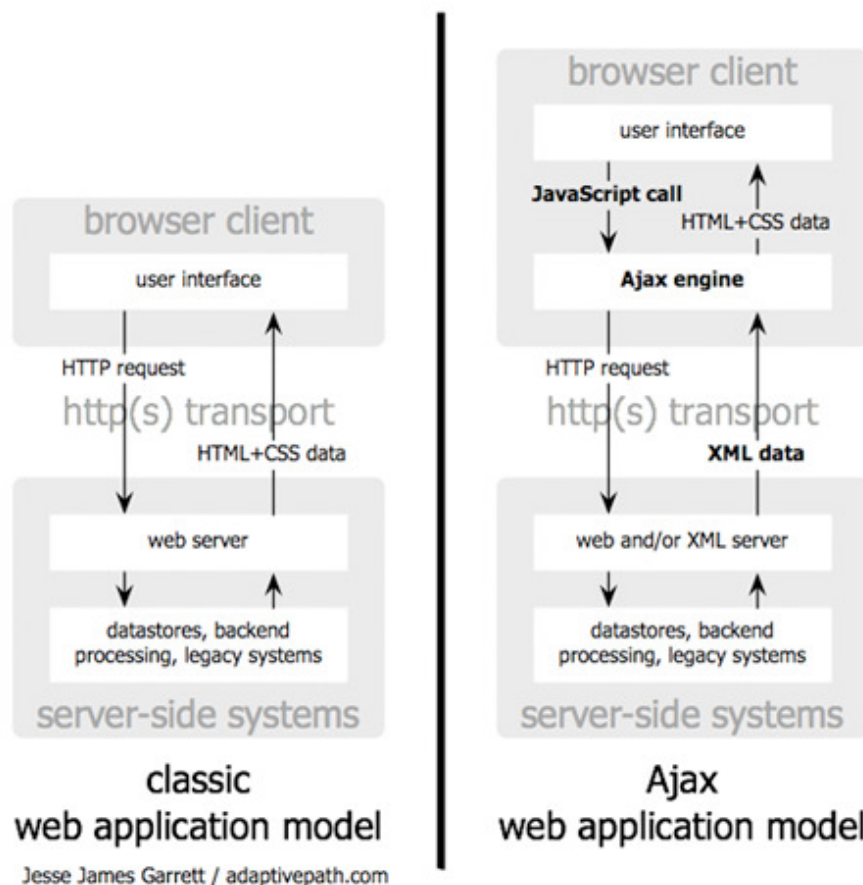 browser client
user interface
HTTP request
http(s) transport
HTML+CSS data
web server
datastores, backend
processing, legacy systems
server-side systems
classic
web application model
Jesse James Garrett / adaptivepath.com
browser client
user interface
JavaScript call
HTML+CSS data
Ajax engine
HTTP request
http(s) transport
XML data
web and/or XML server
datastores, backend
processing, legacy systems
server-side systems
Ajax
web application model